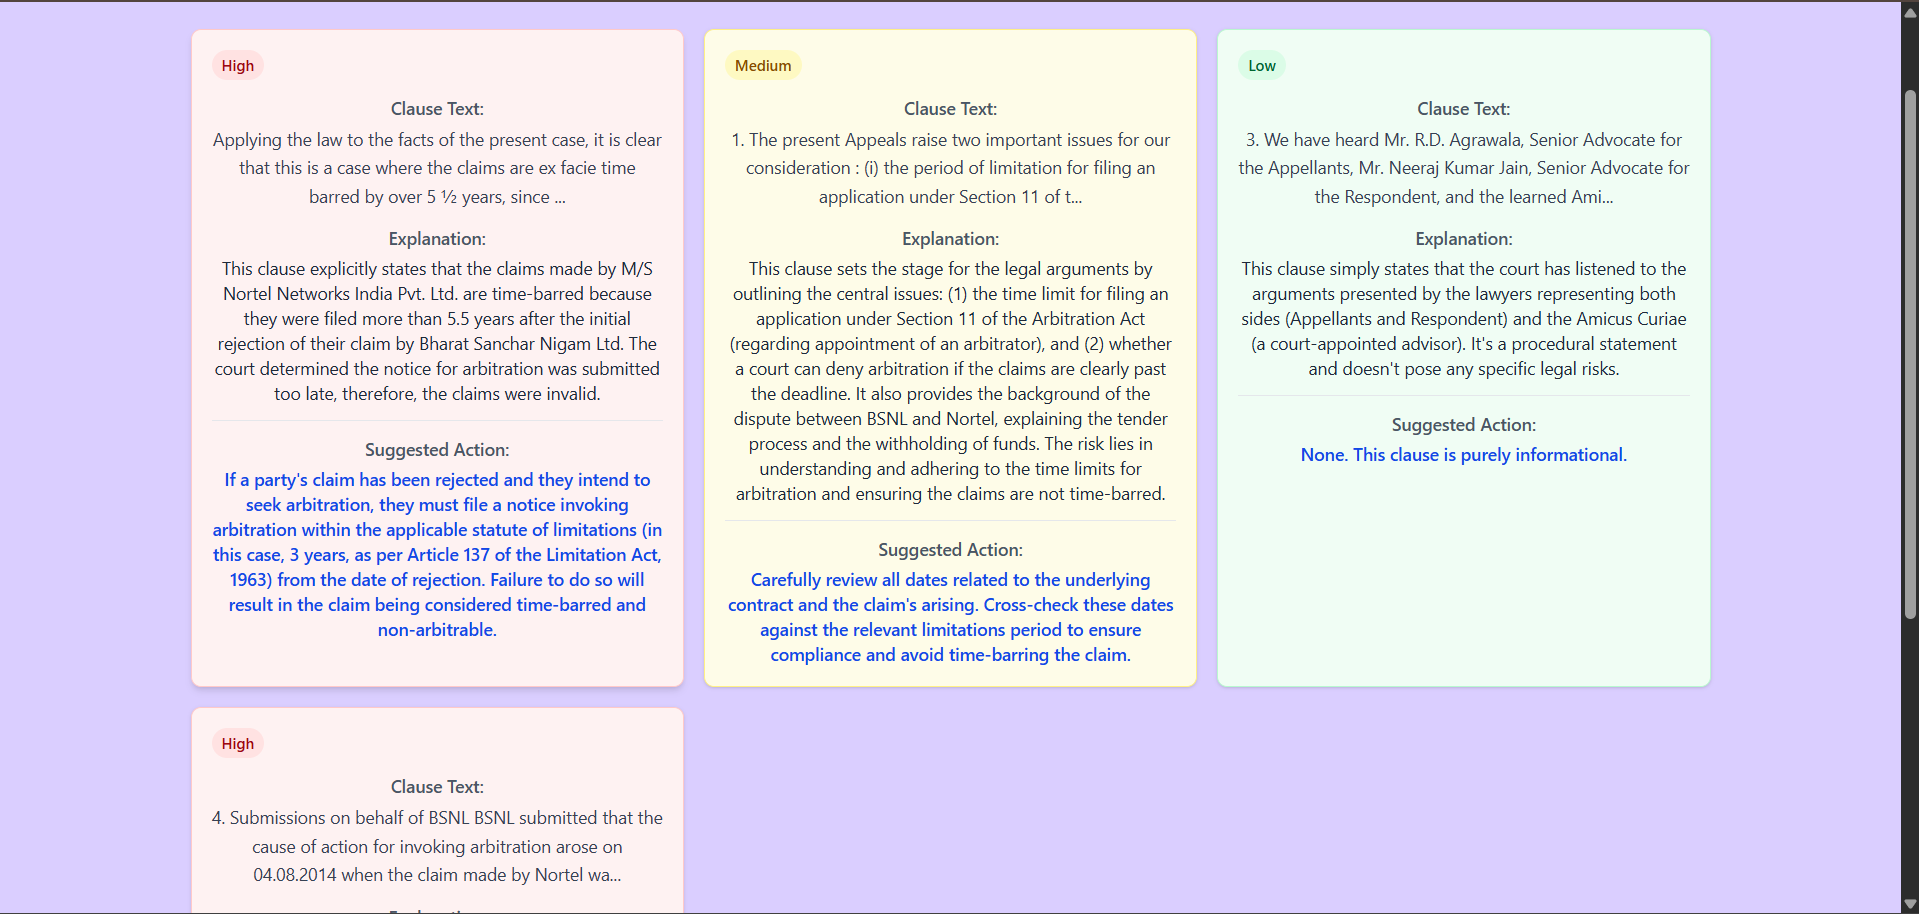 High
Clause Text:
Applying the law to the facts of the present case, it is clear
that this is a case where the claims are ex facie time
barred by over 5 ½ years, since ...
Explanation:
This clause explicitly states that the claims made by M/S
Nortel Networks India Pvt. Ltd. are time-barred because
they were filed more than 5.5 years after the initial
rejection of their claim by Bharat Sanchar Nigam Ltd. The
court determined the notice for arbitration was submitted
too late, therefore, the claims were invalid.
Suggested Action:
If a party's claim has been rejected and they intend to
seek arbitration, they must file a notice invoking
arbitration within the applicable statute of limitations (in
this case, 3 years, as per Article 137 of the Limitation Act,
1963) from the date of rejection. Failure to do so will
result in the claim being considered time-barred and
non-arbitrable.
Medium
Clause Text:
1. The present Appeals raise two important issues for our
consideration : (i) the period of limitation for filing an
application under Section 11 of t...
Explanation:
This clause sets the stage for the legal arguments by
outlining the central issues: (1) the time limit for filing an
application under Section 11 of the Arbitration Act
(regarding appointment of an arbitrator), and (2) whether
a court can deny arbitration if the claims are clearly past
the deadline. It also provides the background of the
dispute between BSNL and Nortel, explaining the tender
process and the withholding of funds. The risk lies in
understanding and adhering to the time limits for
arbitration and ensuring the claims are not time-barred.
Suggested Action:
Carefully review all dates related to the underlying
contract and the claim's arising. Cross-check these dates
against the relevant limitations period to ensure
compliance and avoid time-barring the claim.
Low
Clause Text:
3. We have heard Mr. R.D. Agrawala, Senior Advocate for
the Appellants, Mr. Neeraj Kumar Jain, Senior Advocate for
the Respondent, and the learned Ami...
Explanation:
This clause simply states that the court has listened to the
arguments presented by the lawyers representing both
sides (Appellants and Respondent) and the Amicus Curiae
(a court-appointed advisor). It's a procedural statement
and doesn't pose any specific legal risks.
Suggested Action:
None. This clause is purely informational.
High
Clause Text:
4. Submissions on behalf of BSNL BSNL submitted that the
cause of action for invoking arbitration arose on
04.08.2014 when the claim made by Nortel wa...